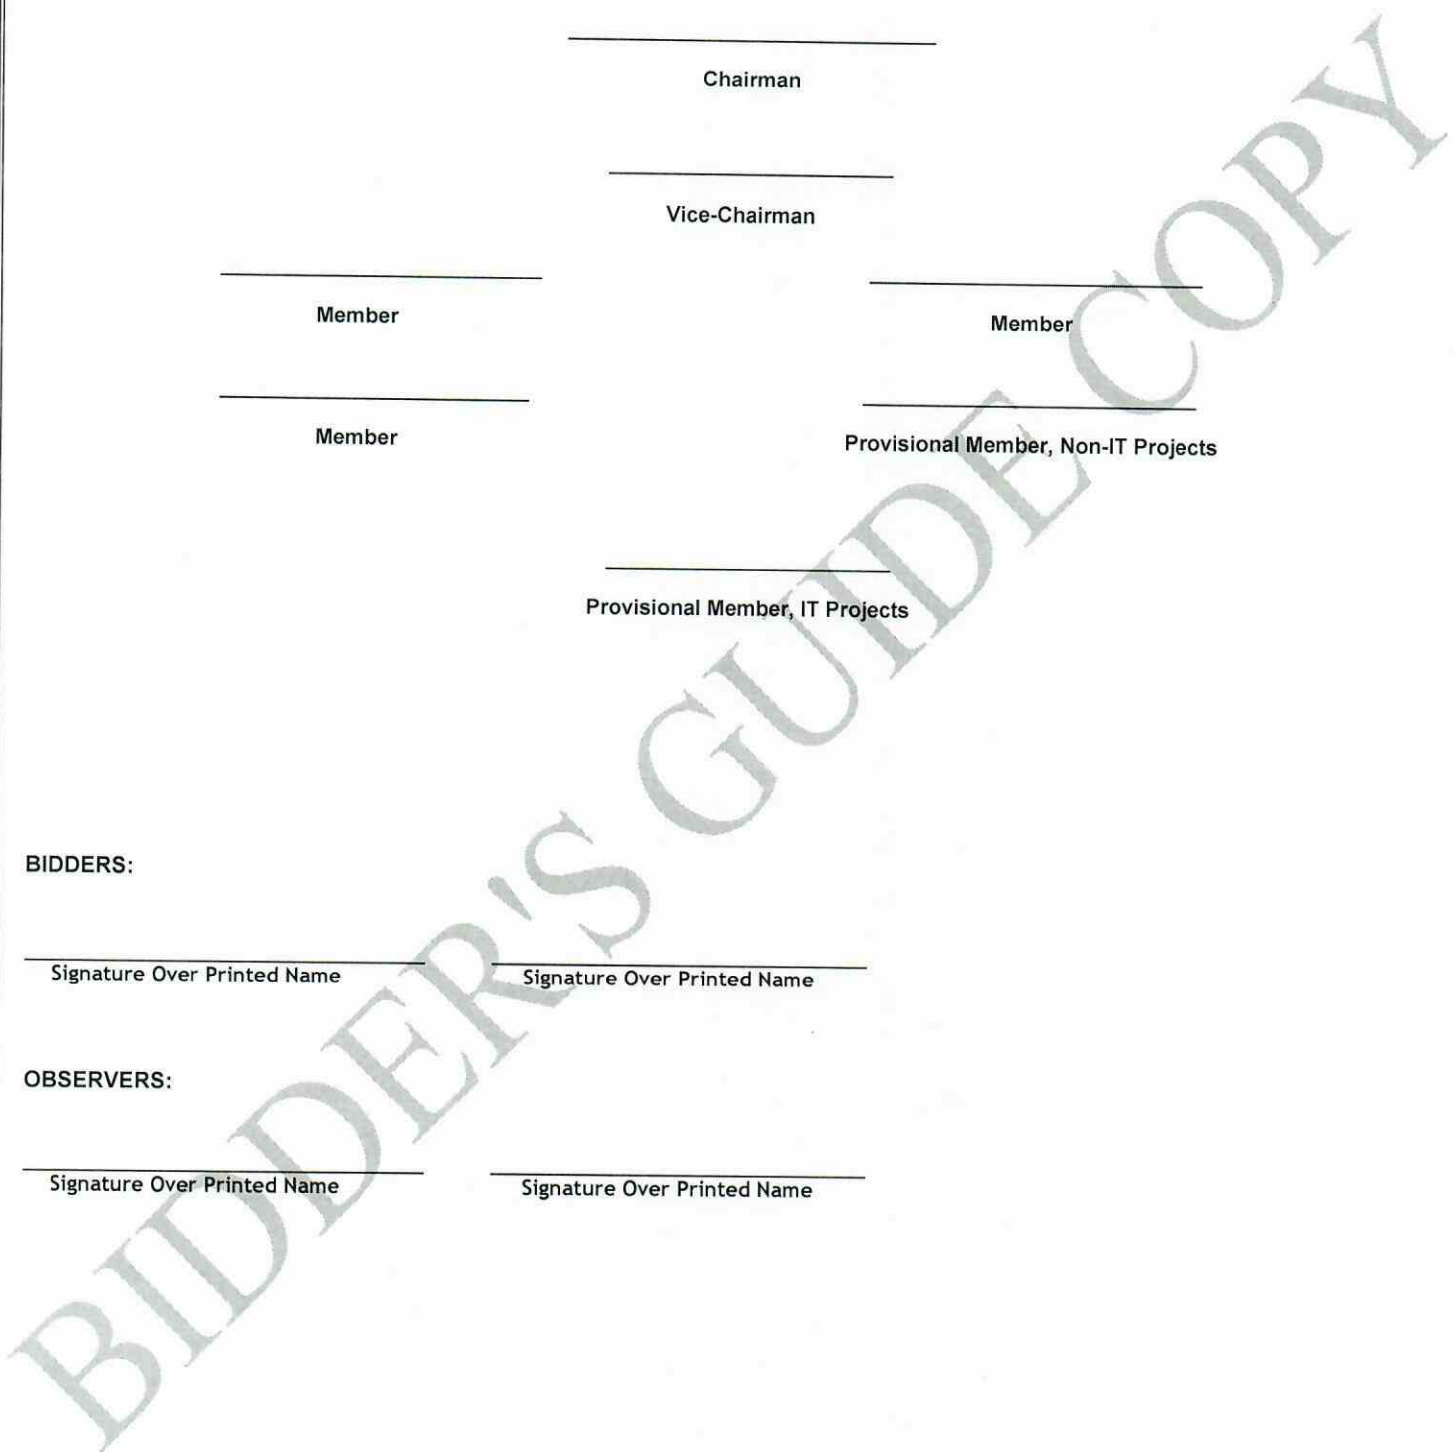 Chairman
Vice-Chairman
Member
Member
Member
Provisional Member, Non-IT Projects
Provisional Member, IT Projects
BIDDERS:
Signature Over Printed Name
Signature Over Printed Name
OBSERVERS:
Signature Over Printed Name
Signature Over Printed Name
BIDDER'S GUIDE COPY